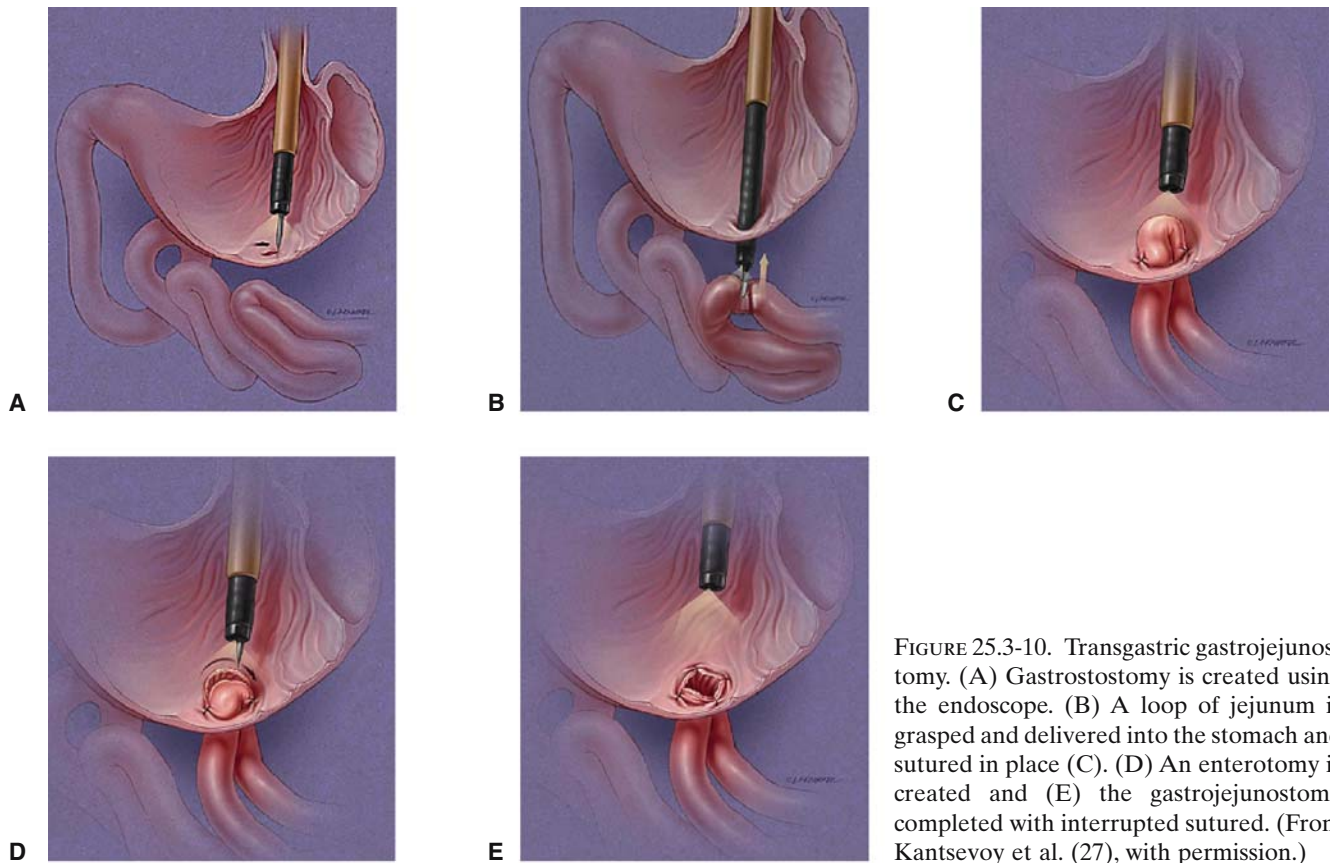 A
B
C
D
E
FIGURE 25.3-10. Transgastric gastrojejunos-
tomy. (A) Gastrostostomy is created usin
the endoscope. (B) A loop of jejunum i
grasped and delivered into the stomach an
sutured in place (C). (D) An enterotomy i
created and (E) the gastrojejunostom
completed with interrupted sutured. (From
Kantsevoy et al. (27), with permission.)